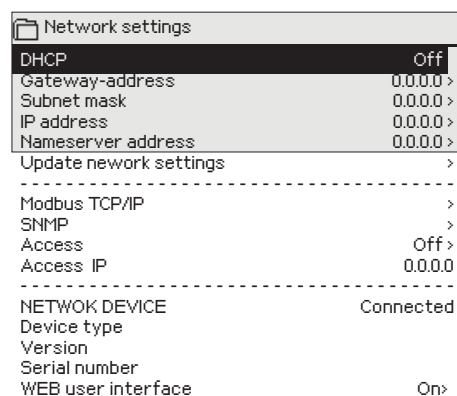 Network settings
DHCP Off
Gateway-address 0.0.0.0 >
Subnet mask 0.0.0.0 >
IP address 0.0.0.0 >
Nameserver address 0.0.0.0 >
Update nework settings >
Modbus TCP/IP >
SNMP >
Access Off >
Access IP 0.0.0.0
NETWOK DEVICE Connected
Device type
Version
Serial number
WEB user interface On>